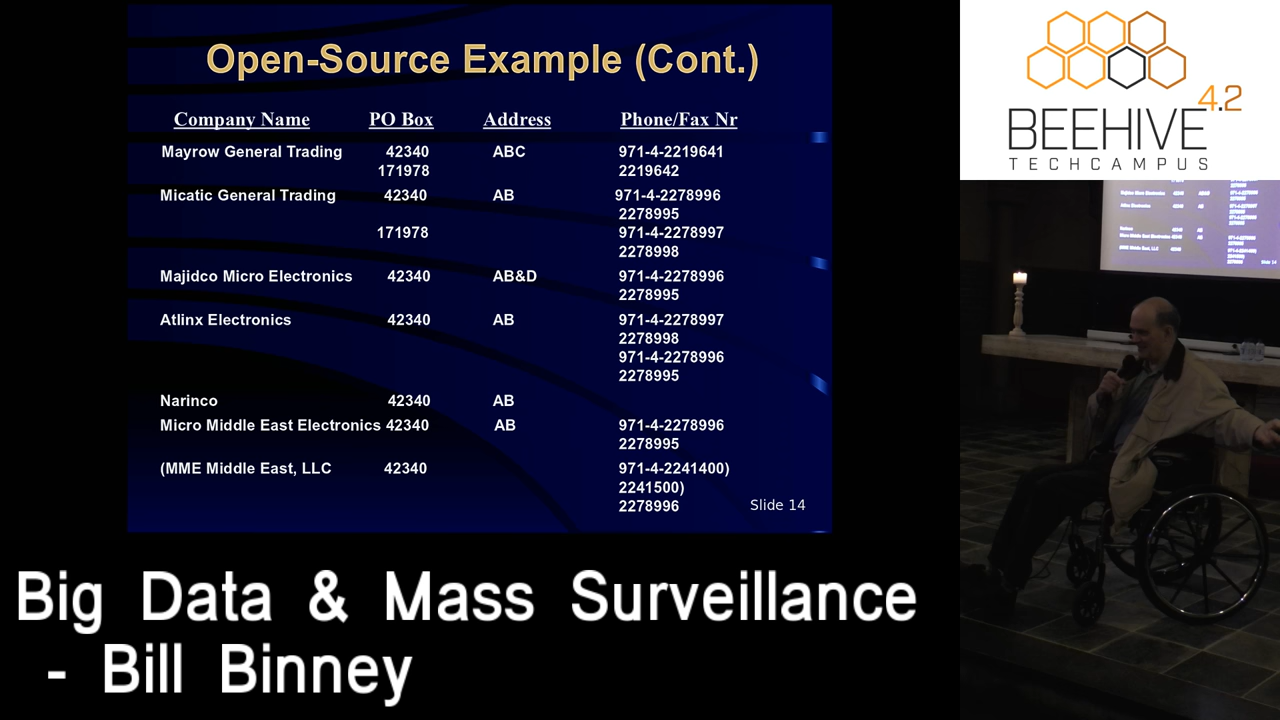 Open-Source Example (Cont.)
Company Name PO Box Address Phone/Fax Nr
Mayrow General Trading 42340 ABC 971-4-2219641
171978 2219642
Micatic General Trading 42340 AB 971-4-2278996
2278995
171978 971-4-2278997
2278998
Majidco Micro Electronics 42340 AB&D 971-4-2278996
2278995
Atlinx Electronics 42340 AB 971-4-2278997
2278998
971-4-2278996
2278995
Narinco 42340 AB
Micro Middle East Electronics 42340 AB 971-4-2278996
2278995
(MME Middle East, LLC 42340 971-4-2241400)
2241500)
2278996
Slide 14
Big Data & Mass Surveillance
- Bill Binney
4.2
BEEHIVE
TECHCAMPUS
Slide 14